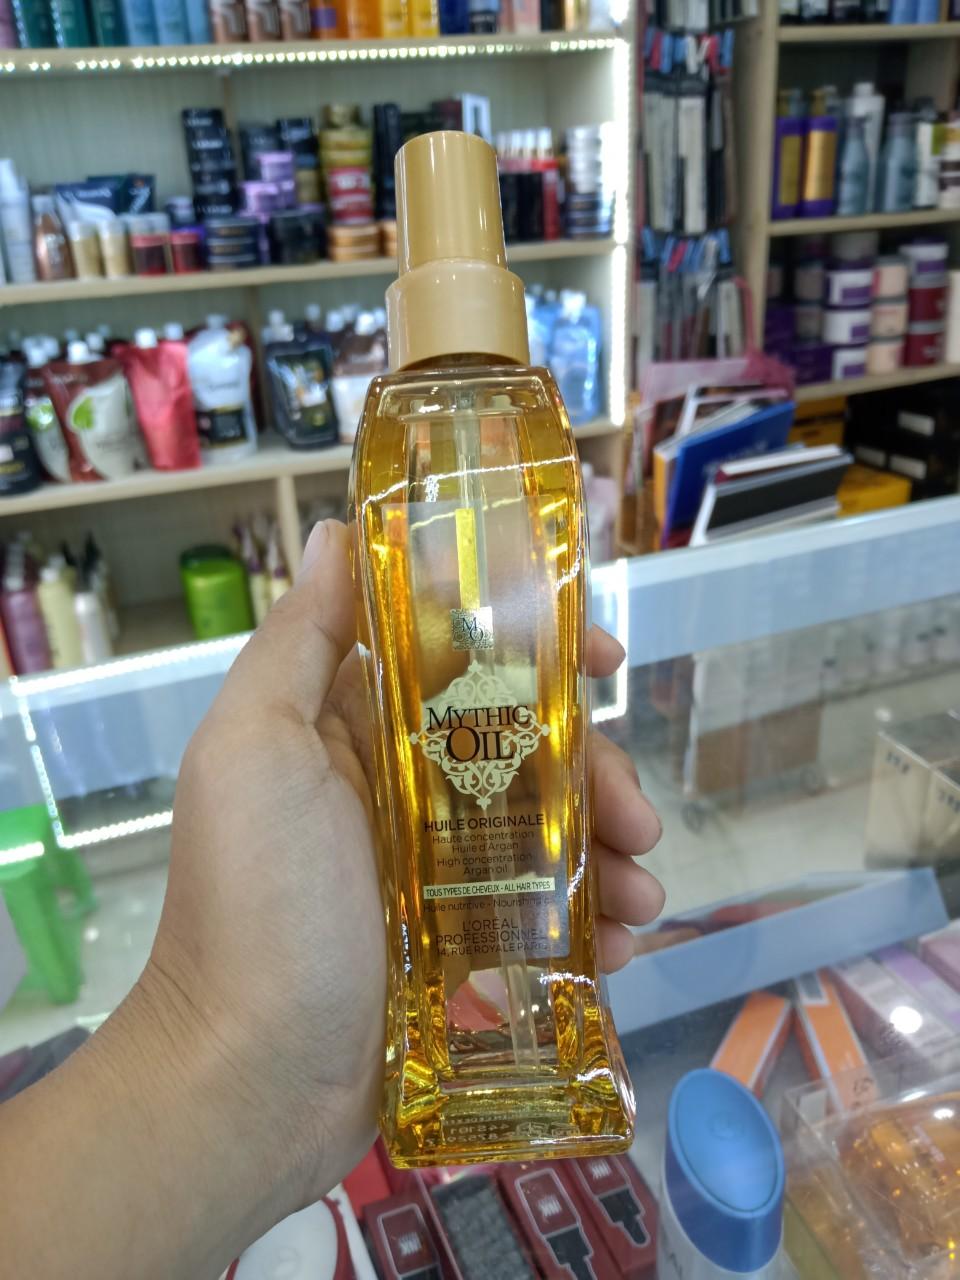 MO
MYTHIC
OIL
HUILE ORIGINALE
Haute concentration
Huile d'Argan
High concentration
Argan oil
TOUS TYPES DE CHEVEUX - ALL HAIR TYPES
Huile nutritive - Nourishing
L'ORÉAL
PROFESSIONNEL
14, RUE ROYALE PARIS